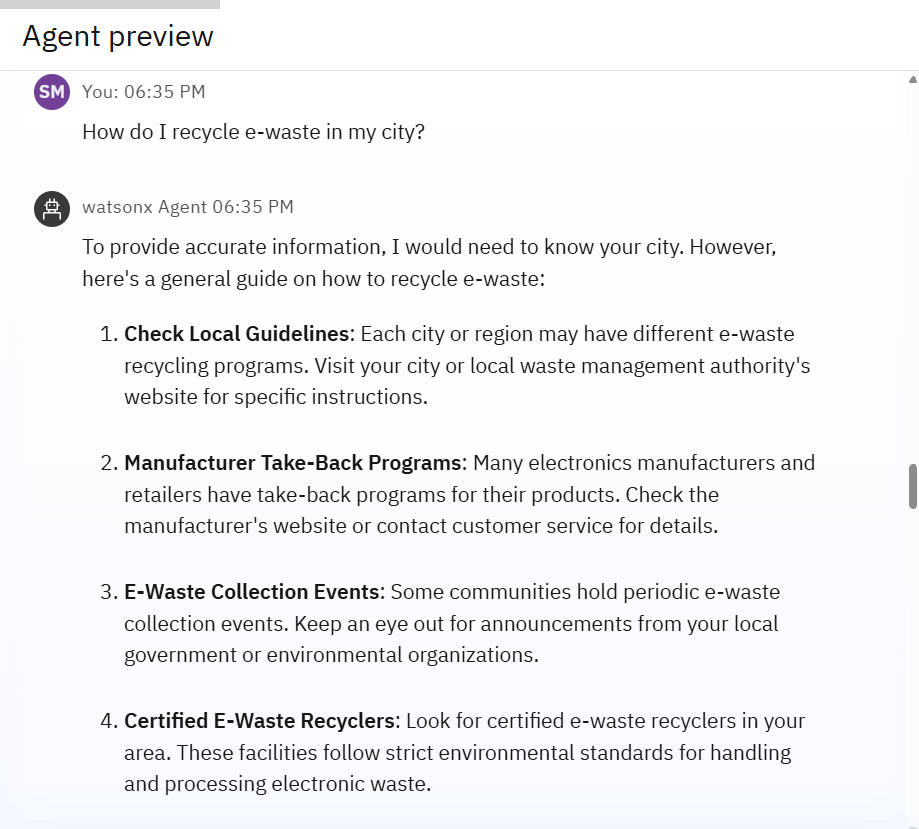 Agent preview
SM You: 06:35 PM
How do I recycle e-waste in my city?
watsonx Agent 06:35 PM
To provide accurate information, I would need to know your city. However,
here's a general guide on how to recycle e-waste:
1. Check Local Guidelines: Each city or region may have different e-waste
recycling programs. Visit your city or local waste management authority's
website for specific instructions.
2. Manufacturer Take-Back Programs: Many electronics manufacturers and
retailers have take-back programs for their products. Check the
manufacturer's website or contact customer service for details.
3. E-Waste Collection Events: Some communities hold periodic e-waste
collection events. Keep an eye out for announcements from your local
government or environmental organizations.
4. Certified E-Waste Recyclers: Look for certified e-waste recyclers in your
area. These facilities follow strict environmental standards for handling
and processing electronic waste.